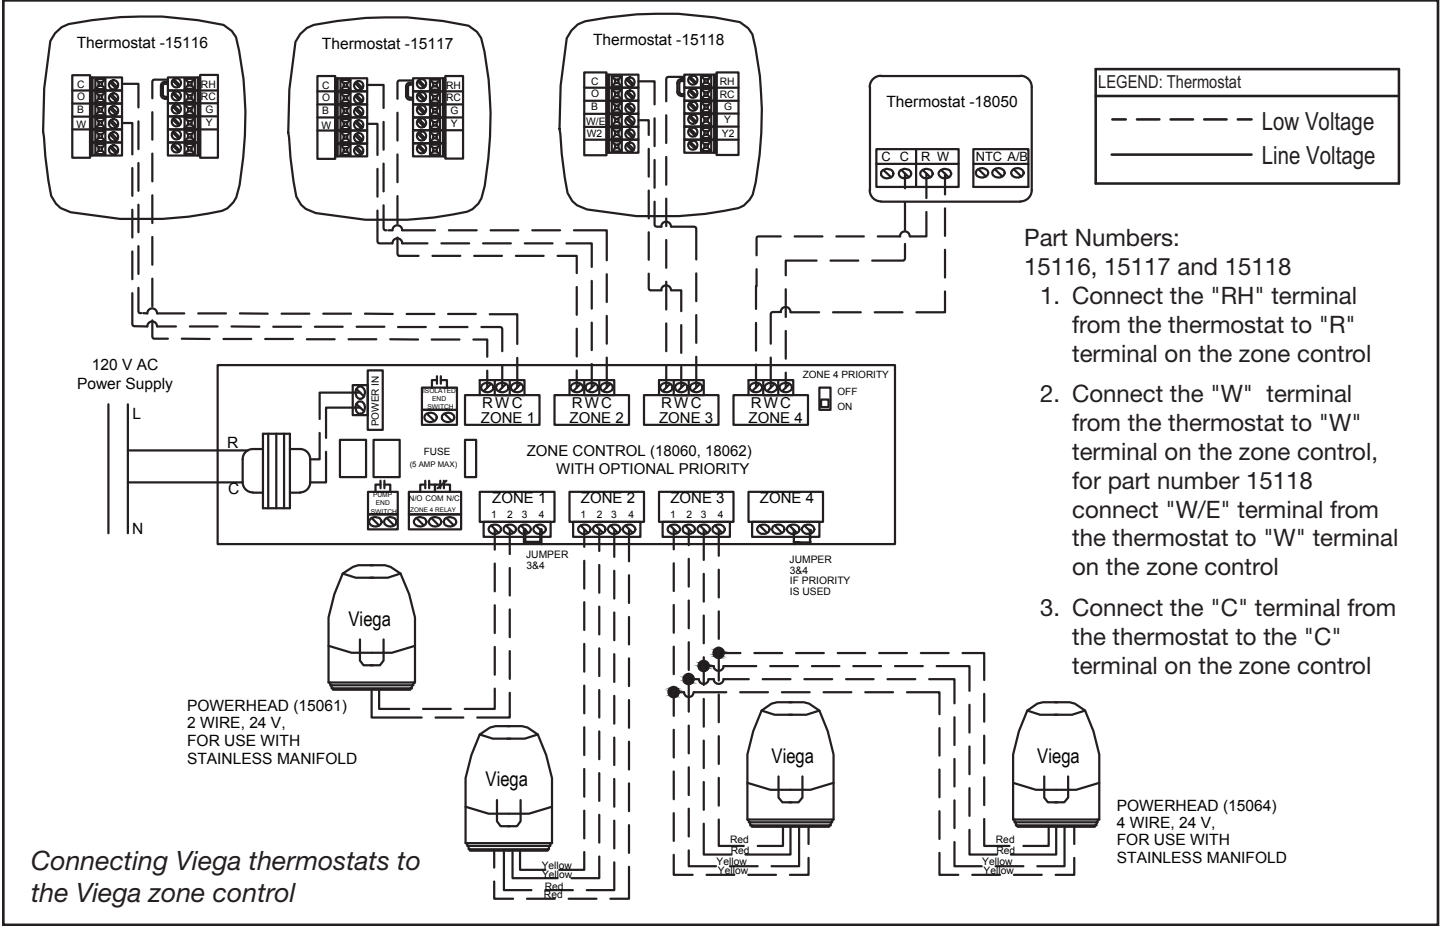 Thermostat -15116
C
O
B
W
RH
RC
G
Y
Thermostat -15117
C
O
B
W
RH
RC
G
Y
Thermostat -15118
C
O
B
W/E
W2
RH
RC
G
Y
Y2
Thermostat -18050
C C R W
NTC A/B
LEGEND: Thermostat
Low Voltage
Line Voltage
Part Numbers:
15116, 15117 and 15118
1. Connect the "RH" terminal
from the thermostat to "R"
terminal on the zone control
2. Connect the "W" terminal
from the thermostat to "W"
terminal on the zone control,
for part number 15118
connect "W/E" terminal from
the thermostat to "W" terminal
on the zone control
3. Connect the "C" terminal from
the thermostat to the "C"
terminal on the zone control
120 V AC
Power Supply
L
R
C
N
POWER IN
ISOLATED
END
SWITCH
R W C
ZONE 1
R W C
ZONE 2
R W C
ZONE 3
R W C
ZONE 4
ZONE 4 PRIORITY
OFF
ON
FUSE
(5 AMP MAX)
ZONE CONTROL (18060, 18062)
WITH OPTIONAL PRIORITY
PUMP
END
SWITCH
N/O COM N/C
ZONE 4 RELAY
ZONE 1
1 2 3 4
ZONE 2
1 2 3 4
ZONE 3
1 2 3 4
ZONE 4
JUMPER
3&4
JUMPER
3&4
IF PRIORITY
IS USED
Viega
POWERHEAD (15061)
2 WIRE, 24 V,
FOR USE WITH
STAINLESS MANIFOLD
Viega
Yellow
Yellow
Red
Red
Viega
Red
Red
Yellow
Yellow
Viega
Red
Red
Yellow
Yellow
POWERHEAD (15064)
4 WIRE, 24 V,
FOR USE WITH
STAINLESS MANIFOLD
Connecting Viega thermostats to
the Viega zone control